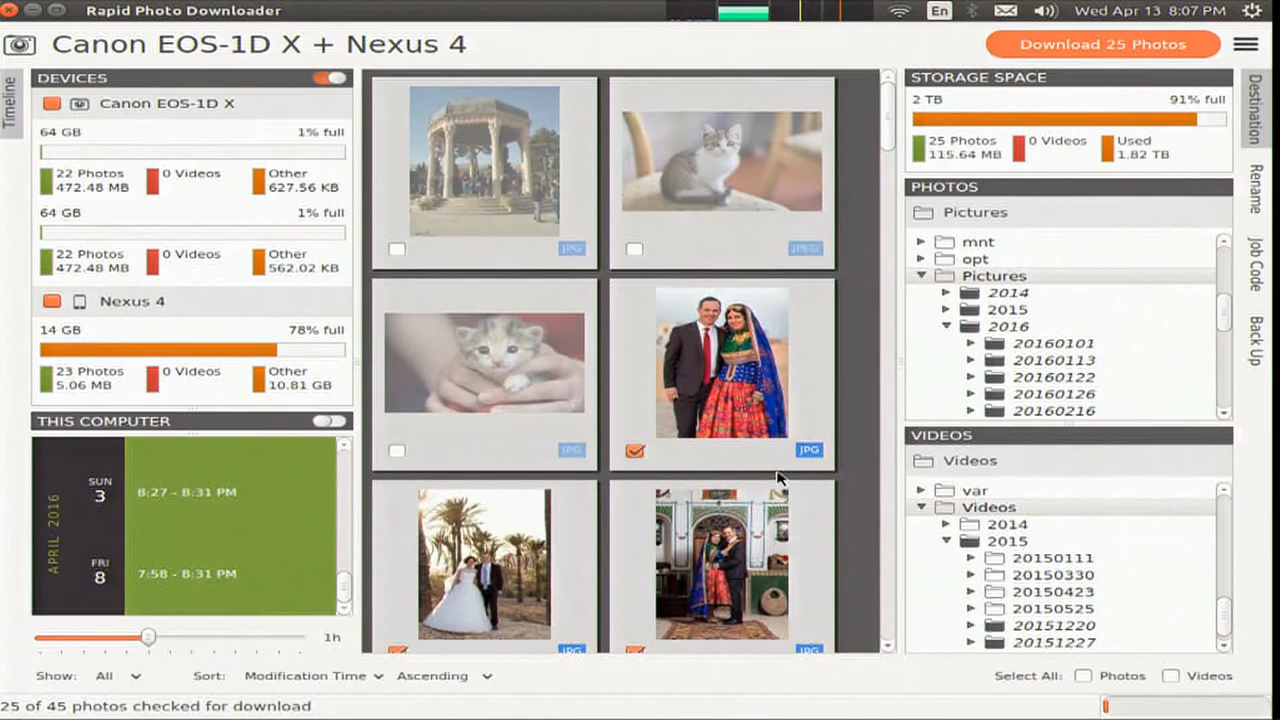 Rapid Photo Downloader
En
Wed Apr 13 8:07 PM
Canon EOS-1D X + Nexus 4
Download 25 Photos
Timeline
DEVICES
Canon EOS-1D X
64 GB 1% full
22 Photos 0 Videos Other
472.48 MB 627.56 KB
64 GB 1% full
22 Photos 0 Videos Other
472.48 MB 562.02 KB
Nexus 4
14 GB 78% full
23 Photos 0 Videos Other
5.06 MB 10.81 GB
THIS COMPUTER
APRIL 2016
SUN
3
8:27 - 8:31 PM
FRI
8
7:58 - 8:31 PM
1h
JPG
JPEG
JPG
JPG
JPG
JPG
STORAGE SPACE
2 TB 91% full
25 Photos 0 Videos Used
115.64 MB 1.82 TB
PHOTOS
Pictures
mnt
opt
Pictures
2014
2015
2016
20160101
20160113
20160122
20160126
20160216
VIDEOS
Videos
var
Videos
2014
2015
20150111
20150330
20150423
20150525
20151220
20151227
Destination
Rename
Job Code
Back Up
Show: All Sort: Modification Time Ascending Select All: Photos Videos
25 of 45 photos checked for download